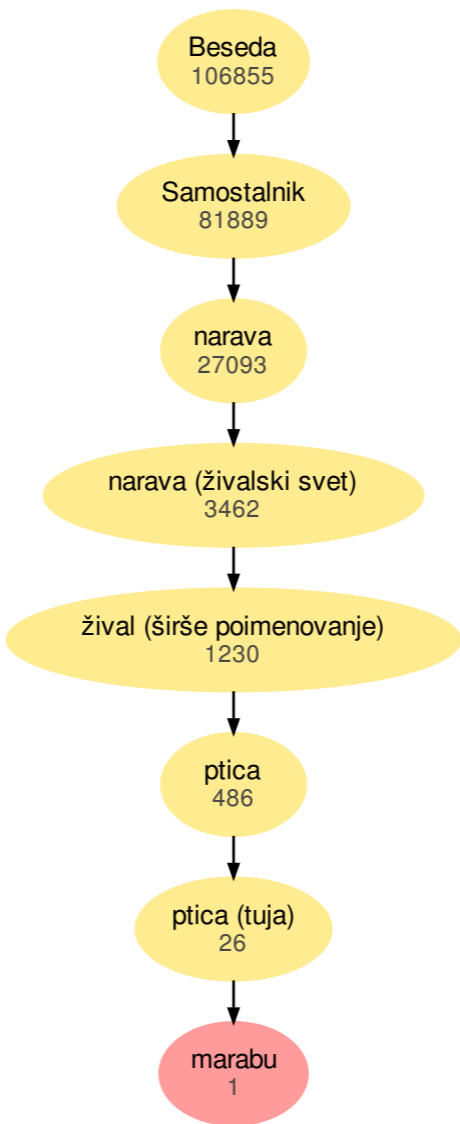 Beseda
106855
Samostalnik
81889
narava
27093
narava (živalski svet)
3462
žival (širše poimenovanje)
1230
ptica
486
ptica (tuja)
26
marabu
1